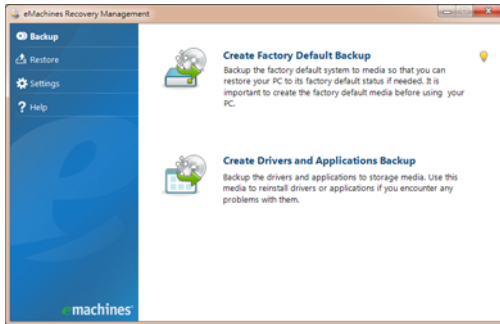 eMachines Recovery Management
Backup
Restore
Settings
Help
Create Factory Default Backup
Backup the factory default system to media so that you can
restore your PC to its factory default status if needed. It is
important to create the factory default media before using your
PC.
Create Drivers and Applications Backup
Backup the drivers and applications to storage media. Use this
media to reinstall drivers or applications if you encounter any
problems with them.
emachines